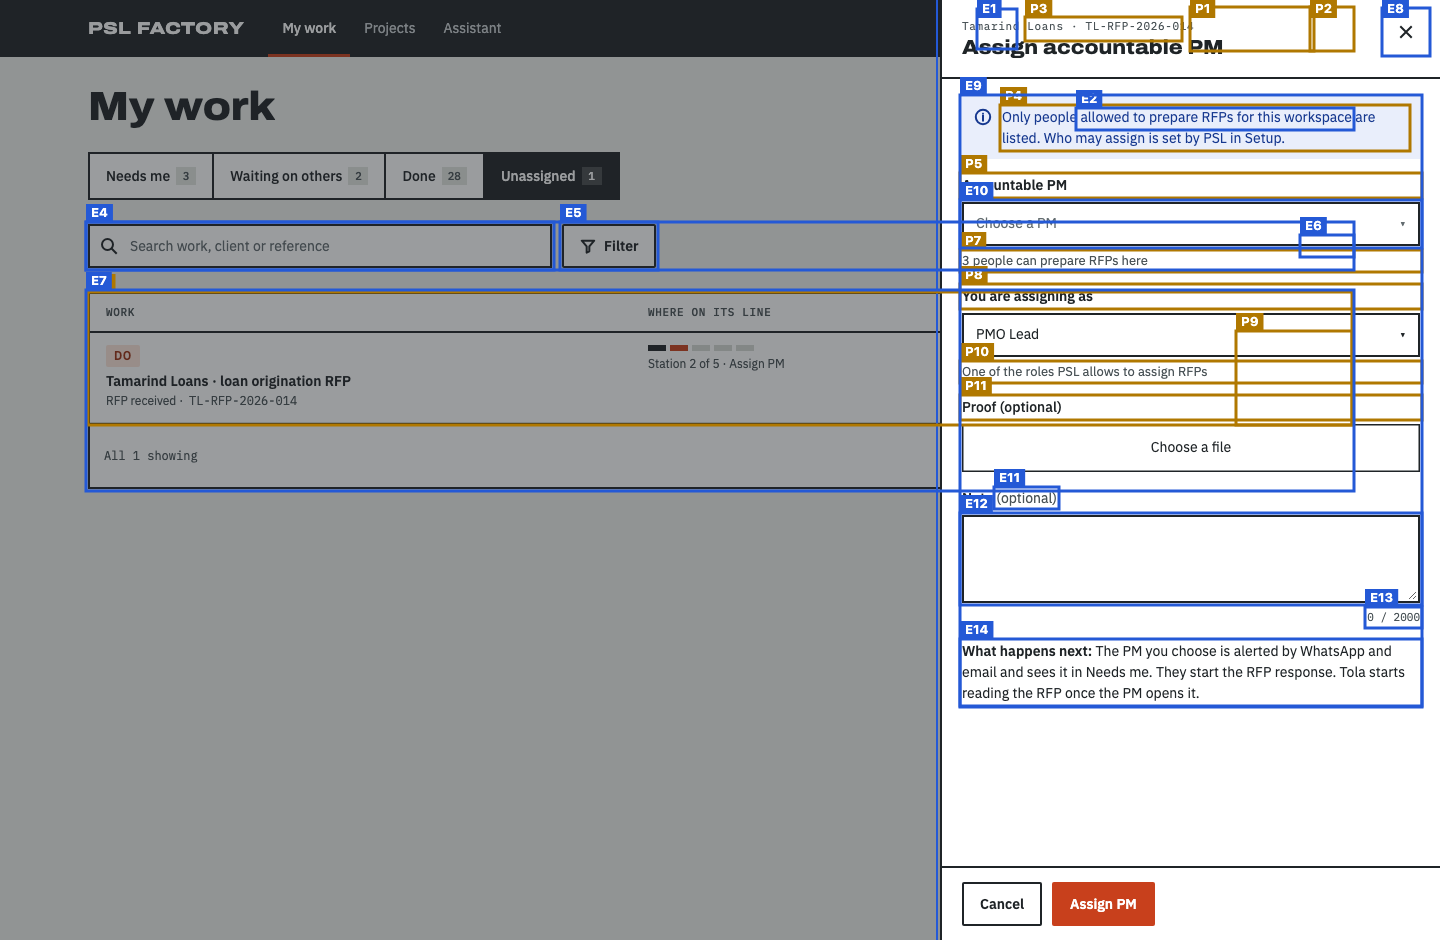 PSL FACTORY
My work
Projects
Assistant
My work
Needs me 3
Waiting on others 2
Done 28
Unassigned 1
E4
E5
Search work, client or reference
Filter
E7
WORK
WHERE ON ITS LINE
DO
Station 2 of 5 · Assign PM
Tamarind Loans · loan origination RFP
RFP received · TL-RFP-2026-014
All 1 showing
E1
P3
P1
P2
E8
Tamarind Loans · TL-RFP-2026-014
Assign accountable PM
E9
P4
E2
Only people allowed to prepare RFPs for this workspace are
listed. Who may assign is set by PSL in Setup.
P5
untable PM
E10
Choose a PM
E6
P7
3 people can prepare RFPs here
P8
You are assigning as
P9
PMO Lead
P10
One of the roles PSL allows to assign RFPs
P11
Proof (optional)
Choose a file
E11
(optional)
E12
E13
0 / 2000
E14
What happens next: The PM you choose is alerted by WhatsApp and
email and sees it in Needs me. They start the RFP response. Tola starts
reading the RFP once the PM opens it.
Cancel
Assign PM